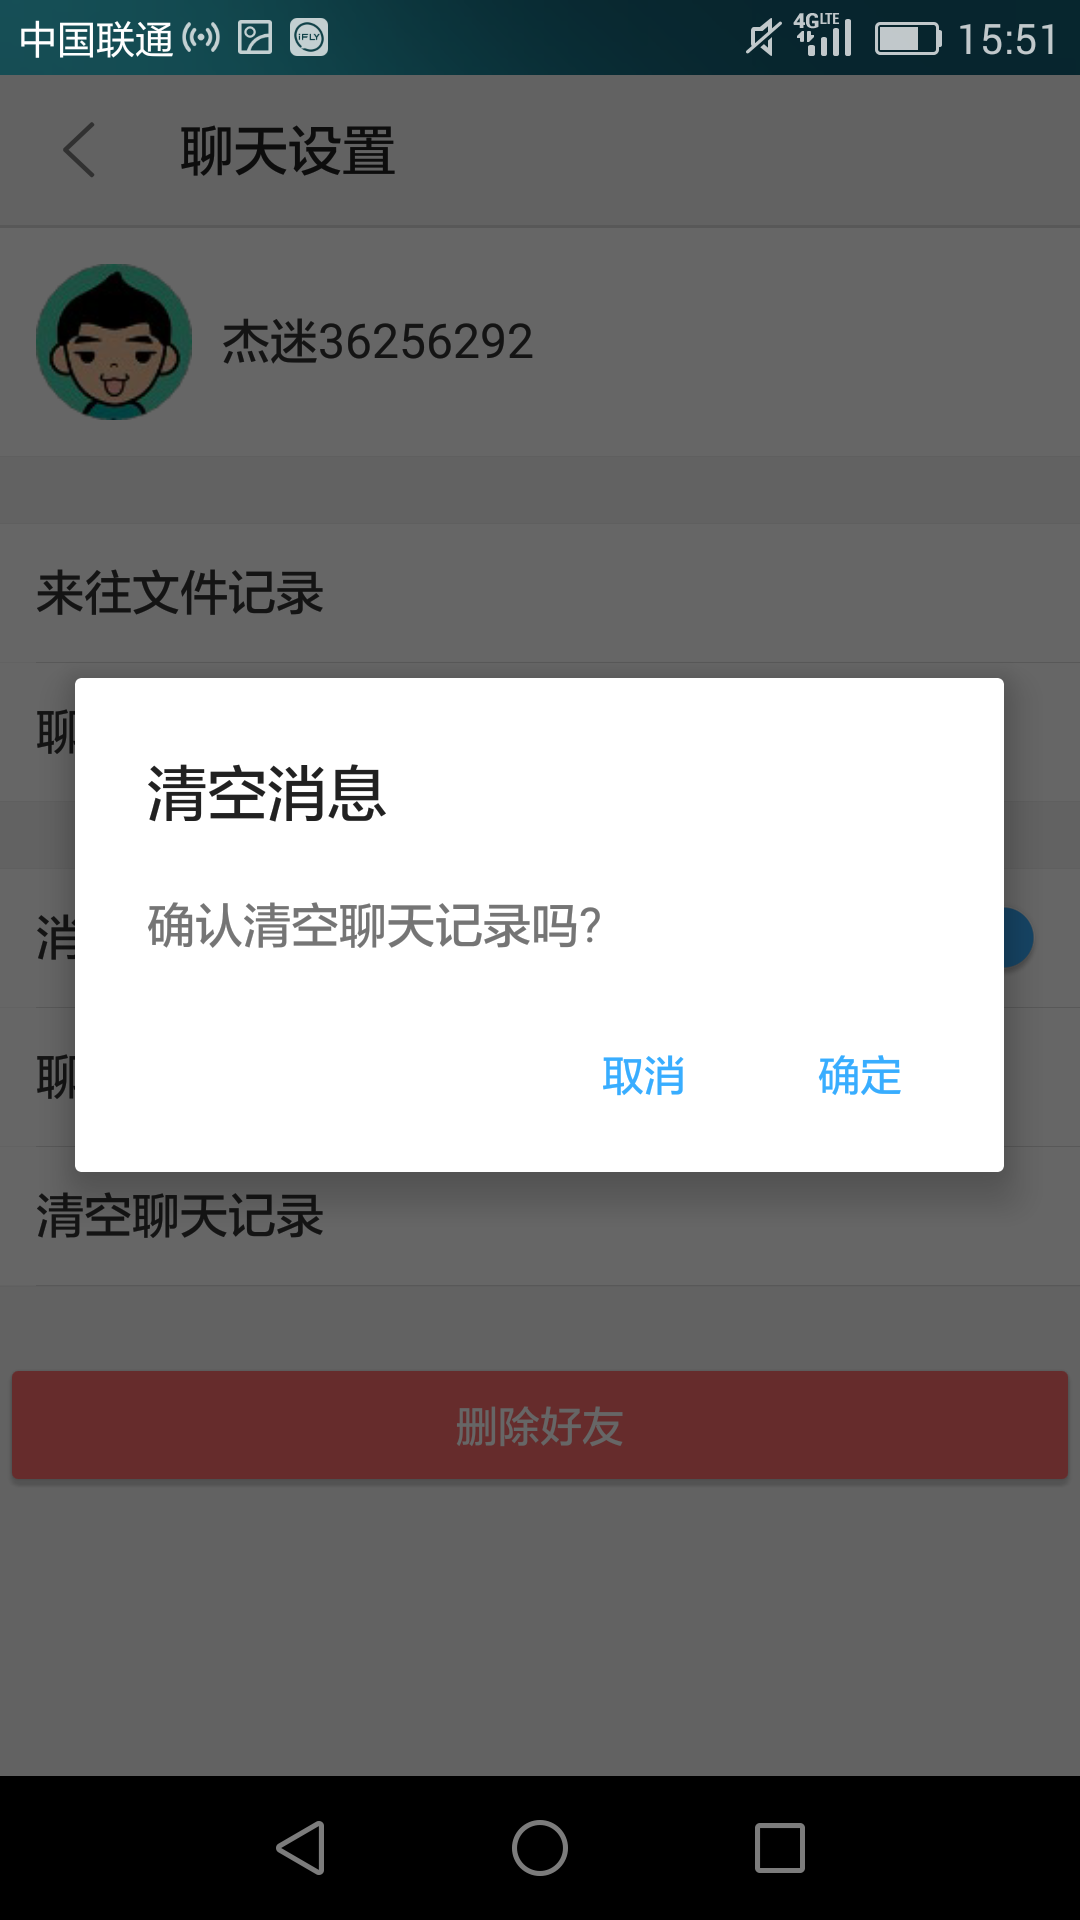 中国联通 iFLY 4GLTE 15:51
聊天设置
杰迷36256292
来往文件记录
聊
清空消息
确认清空聊天记录吗?
消
取消 确定
聊
清空聊天记录
删除好友